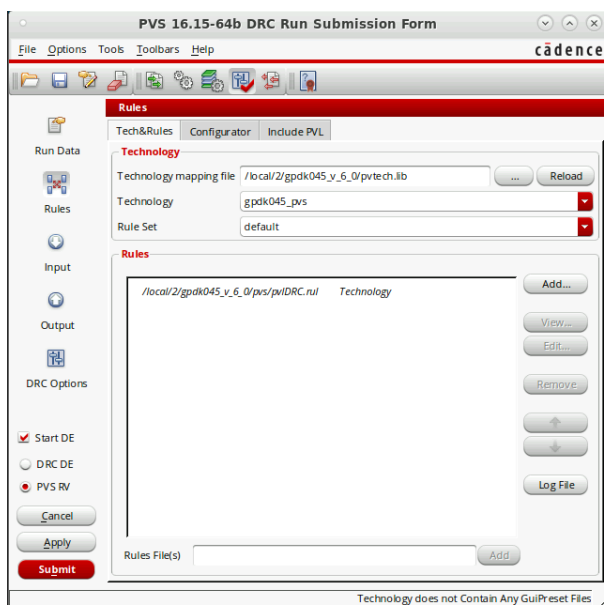 PVS 16.15-64b DRC Run Submission Form
File Options Tools Toolbars Help
cādence
Rules
Tech&Rules Configurator Include PVL
Run Data
Rules
Input
Output
DRC Options
Start DE
DRC DE
PVS RV
Cancel
Apply
Submit
Technology
Technology mapping file /local/2/gpdk045_v_6_0/pvtech.lib ... Reload
Technology gpdk045_pvs
Rule Set default
Rules
/local/2/gpdk045_v_6_0/pvs/pvlDRC.rul Technology
Add...
View...
Edit...
Remove
Log File
Rules File(s) Add
Technology does not Contain Any GuiPreset Files